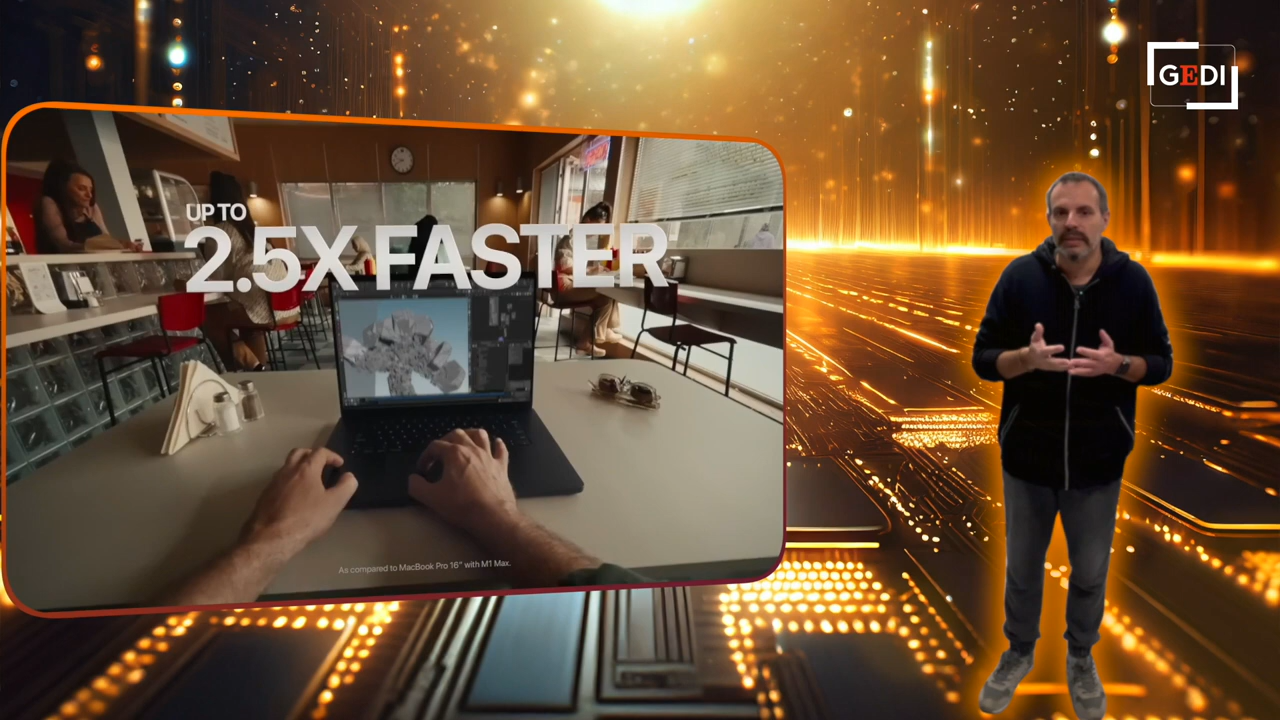 GEDI
UP TO
2.5X FASTER
As compared to MacBook Pro 16" with M1 Max.